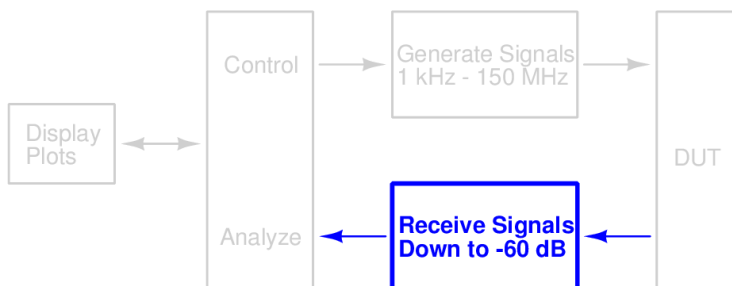 Control
Generate Signals
1 kHz - 150 MHz
Display
Plots
DUT
Analyze
Receive Signals
Down to -60 dB